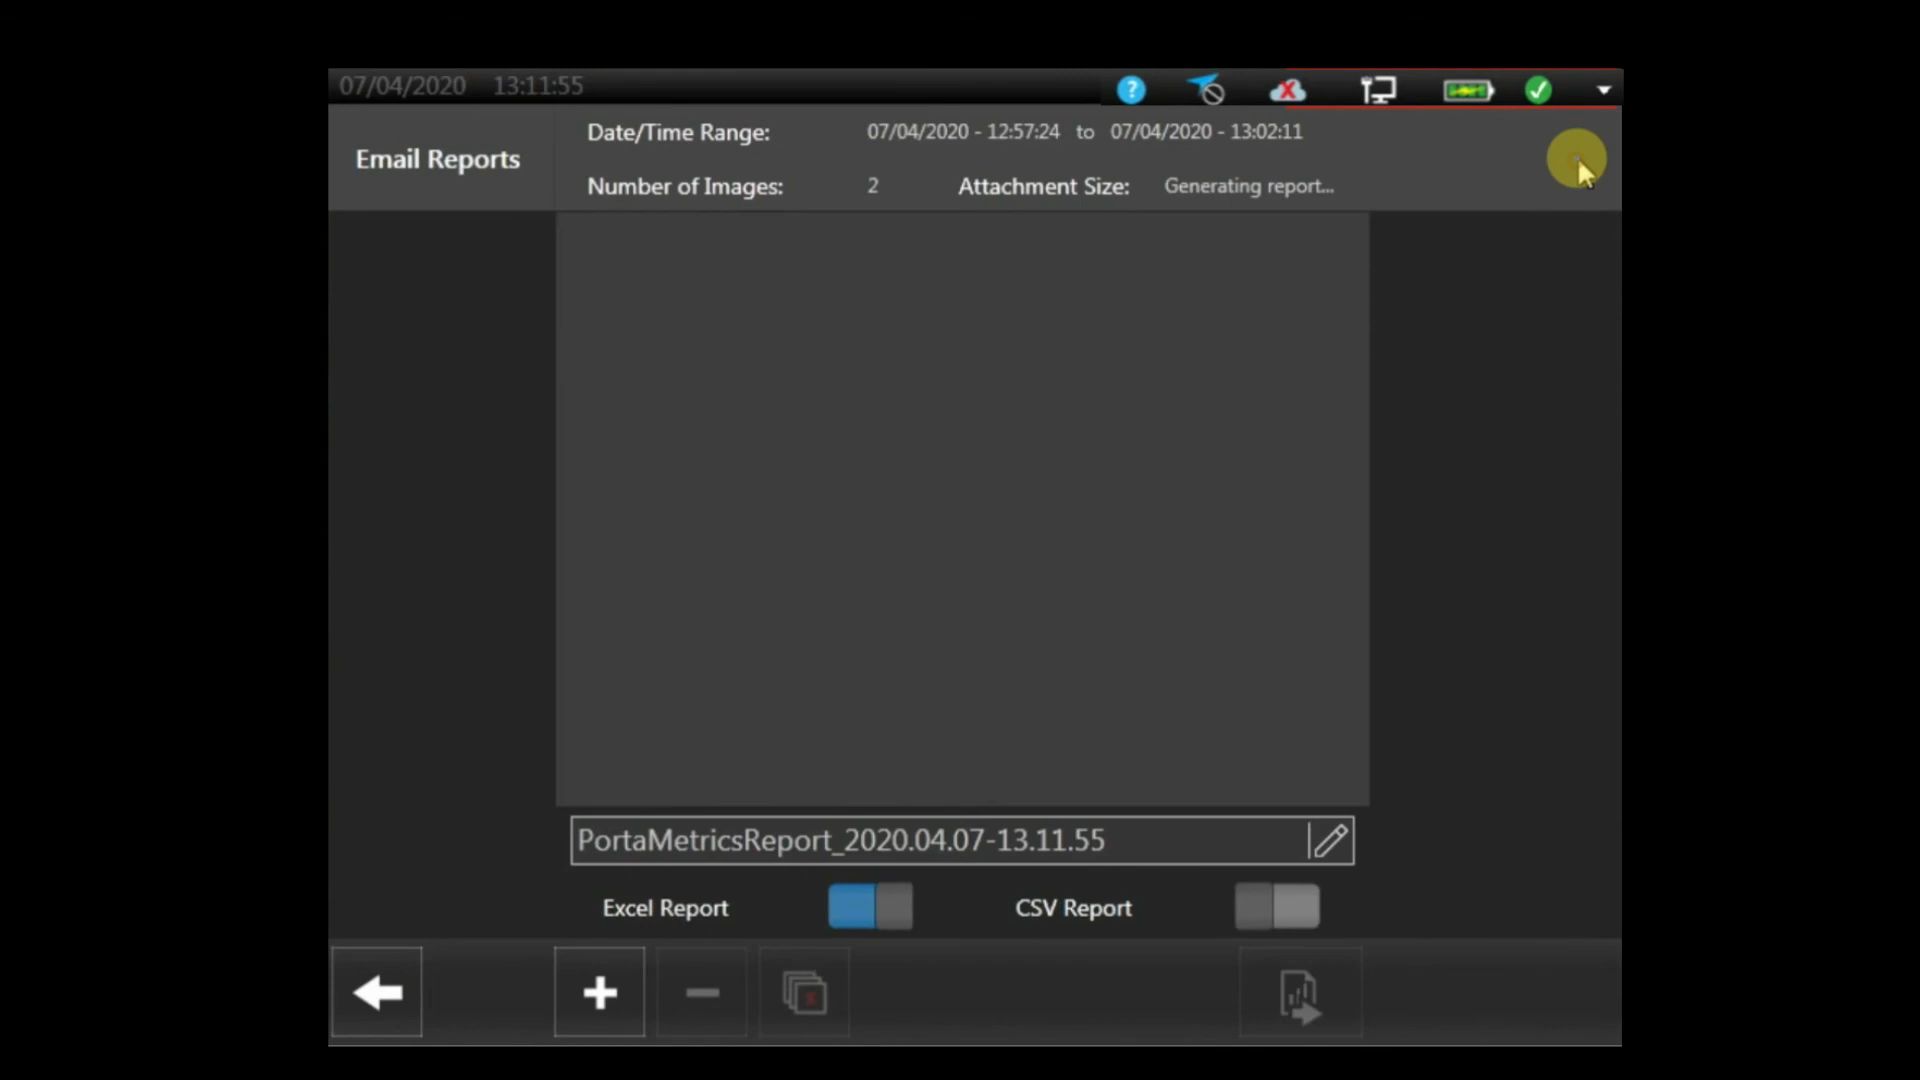 07/04/2020 13:11:55
Email Reports
Date/Time Range: 07/04/2020 - 12:57:24 to 07/04/2020 - 13:02:11
Number of Images: 2 Attachment Size: Generating report...
PortaMetricsReport_2020.04.07-13.11.55
Excel Report CSV Report